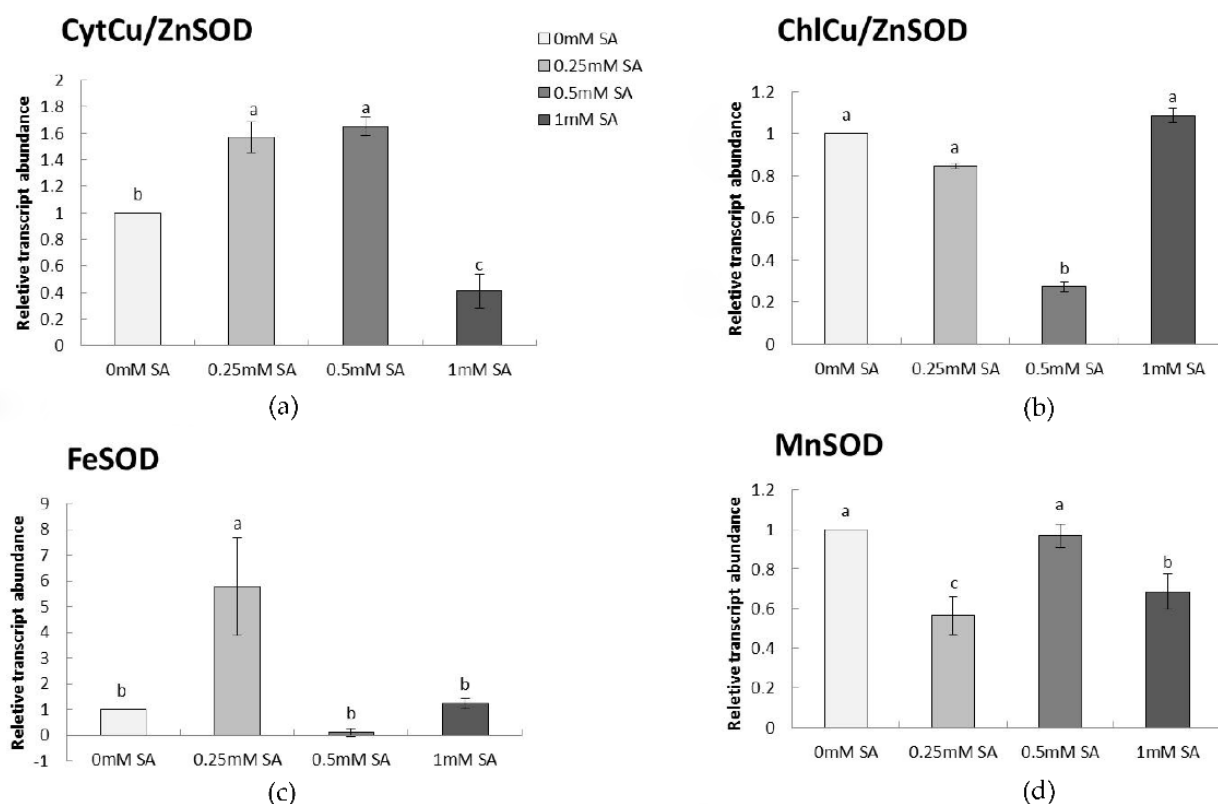 CytCu/ZnSOD
0mM SA
0.25mM SA
0.5mM SA
1mM SA
Reletive transcript abundance
2
1.8
1.6
1.4
1.2
1
0.8
0.6
0.4
0.2
0
b
a
a
c
0mM SA 0.25mM SA 0.5mM SA 1mM SA
(a)
ChlCu/ZnSOD
Reletive transcript abundance
1.2
1
0.8
0.6
0.4
0.2
0
a
a
b
a
0mM SA 0.25mM SA 0.5mM SA 1mM SA
(b)
FeSOD
Reletive transcript abundance
9
8
7
6
5
4
3
2
1
0
-1
b
a
b
b
0mM SA 0.25mM SA 0.5mM SA 1mM SA
(c)
MnSOD
Reletive transcript abundance
1.2
1
0.8
0.6
0.4
0.2
0
a
c
a
b
0mM SA 0.25mM SA 0.5mM SA 1mM SA
(d)